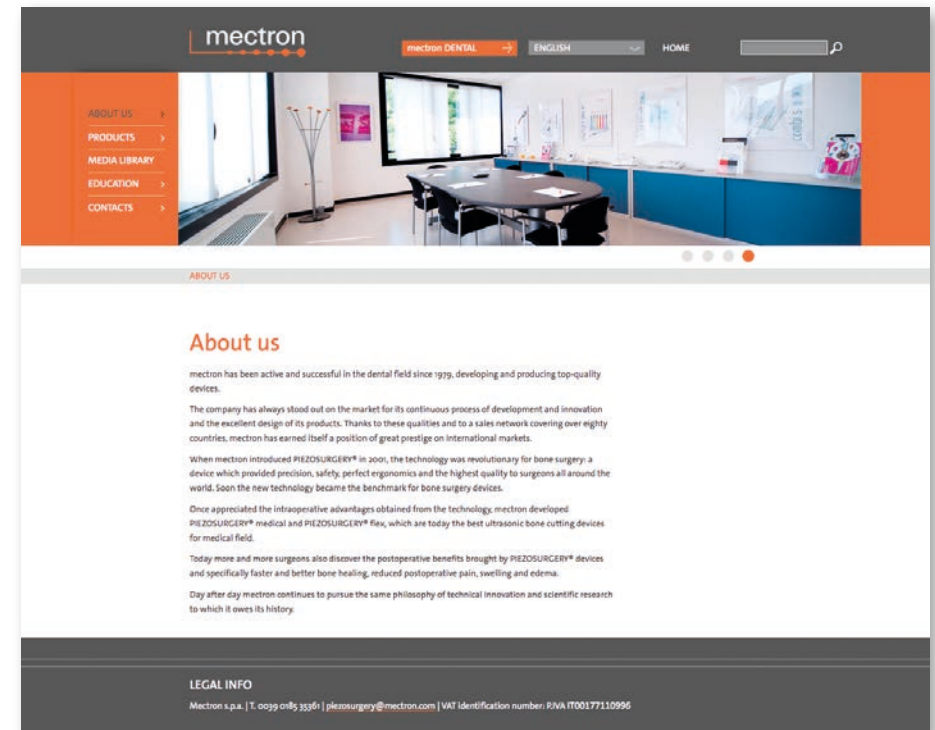 mectron
mectron DENTAL
ENGLISH
HOME
ABOUT US
PRODUCTS
MEDIA LIBRARY
EDUCATION
CONTACTS
ABOUT US
About us
mectron has been active and successful in the dental field since 1979, developing and producing top-quality
devices.
The company has always stood out on the market for its continuous process of development and innovation
and the excellent design of its products. Thanks to these qualities and to a sales network covering over eighty
countries, mectron has earned itself a position of great prestige on international markets.
When mectron introduced PIEZOSURGERY® in 2001, the technology was revolutionary for bone surgery: a
device which provided precision, safety, perfect ergonomics and the highest quality to surgeons all around the
world. Soon the new technology became the benchmark for bone surgery devices.
Once appreciated the intraoperative advantages obtained from the technology, mectron developed
PIEZOSURGERY® medical and PIEZOSURGERY® flex, which are today the best ultrasonic bone cutting devices
for medical field.
Today more and more surgeons also discover the postoperative benefits brought by PIEZOSURGERY® devices
and specifically faster and better bone healing, reduced postoperative pain, swelling and edema.
Day after day mectron continues to pursue the same philosophy of technical innovation and scientific research
to which it owes its history.
LEGAL INFO
Mectron s.p.a. | T. 0039 0185 35361 | piezosurgery@mectron.com | VAT identification number: P.IVA IT00177110996